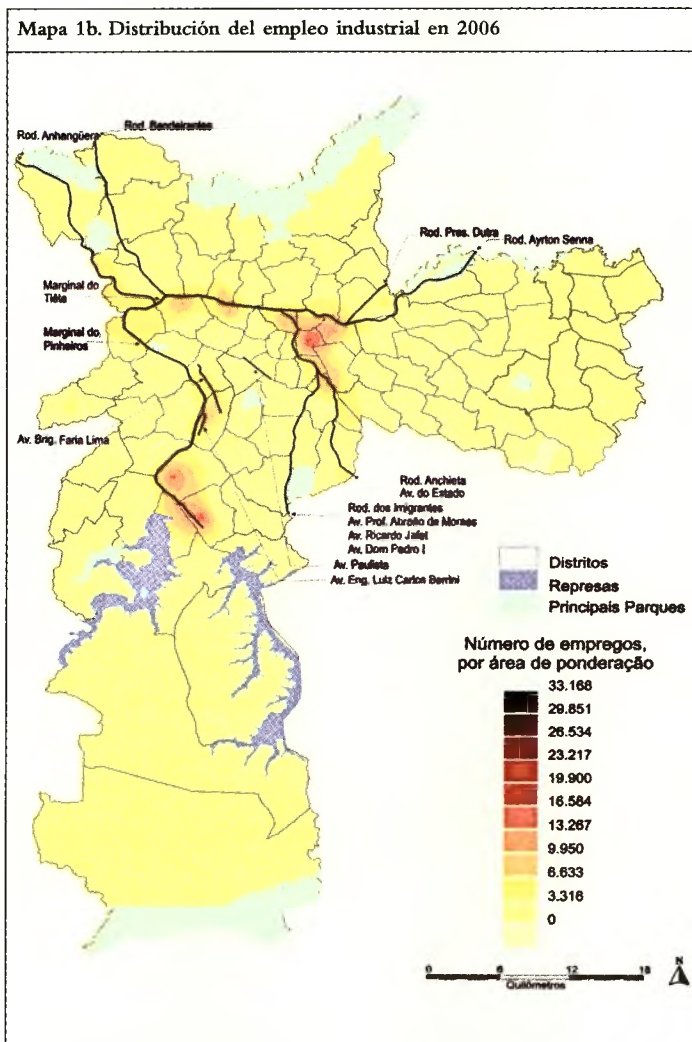 Mapa 1b. Distribución del empleo industrial en 2006
Rod. Bandeirantes
Rod. Anhangüera
Rod. Pres. Dutra
Rod. Ayrton Senna
Marginal do
Tiête
Marginal do
Pinheiros
Av. Brig. Faria Lima
Rod. Anchieta
Av. do Estado
Rod. dos Imigrantes
Av. Prof. Abraão de Moraes
Av. Ricardo Jafet
Av. Dom Pedro I
Av. Paulista
Av. Eng. Luiz Carlos Berrini
Distritos
Represas
Principais Parques
Número de empregos,
por área de ponderação
33.168
29.851
26.534
23.217
19.900
16.584
13.267
9.950
6.633
3.316
0
N
0 6 12 18
Quilômetros